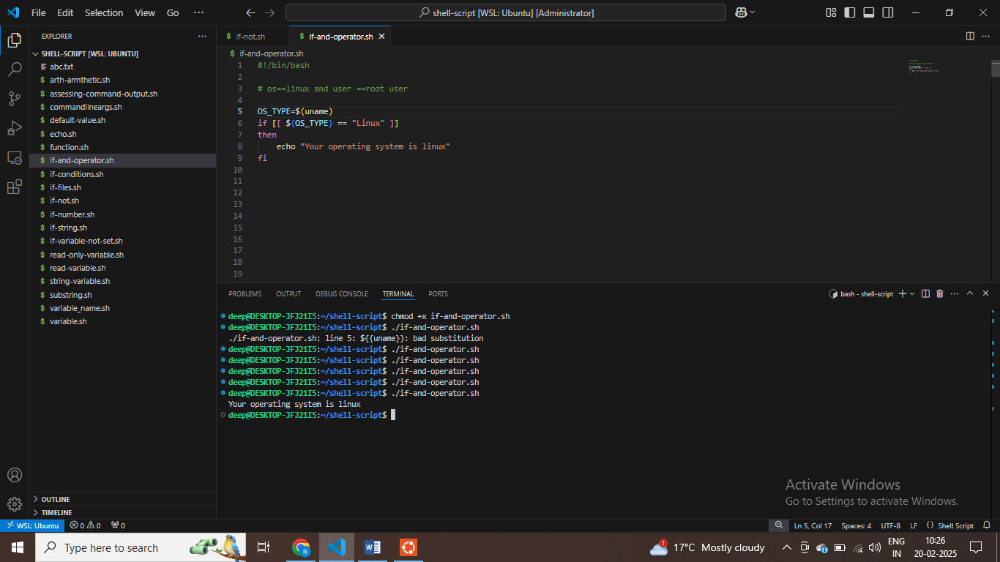 File Edit Selection View Go ···
shell-script [WSL: Ubuntu] [Administrator]
EXPLORER
SHELL-SCRIPT [WSL: UBUNTU]
abc.txt
$ arth-armthetic.sh
$ assessing-command-output.sh
$ commandlineargs.sh
$ default-value.sh
$ echo.sh
$ function.sh
$ if-and-operator.sh
$ if-conditions.sh
$ if-files.sh
$ if-not.sh
$ if-number.sh
$ if-string.sh
$ if-variable-not-set.sh
$ read-only-variable.sh
$ read-variable.sh
$ string-variable.sh
$ substring.sh
$ variable_name.sh
$ variable.sh
OUTLINE
TIMELINE
$ if-not.sh
$ if-and-operator.sh
$ if-and-operator.sh
1 #!/bin/bash
2
3 # os==linux and user ==root user
4
5 OS_TYPE=$(uname)
6 if [[ ${OS_TYPE} == "Linux" ]]
7 then
8 echo "Your operating system is linux"
9 fi
10
11
12
13
14
15
16
17
18
19
PROBLEMS OUTPUT DEBUG CONSOLE TERMINAL PORTS
bash - shell-script
deep@DESKTOP-JFJ21I5:~/shell-script$ chmod +x if-and-operator.sh
deep@DESKTOP-JFJ21I5:~/shell-script$ ./if-and-operator.sh
./if-and-operator.sh: line 5: ${{uname}}: bad substitution
deep@DESKTOP-JFJ21I5:~/shell-script$ ./if-and-operator.sh
deep@DESKTOP-JFJ21I5:~/shell-script$ ./if-and-operator.sh
deep@DESKTOP-JFJ21I5:~/shell-script$ ./if-and-operator.sh
deep@DESKTOP-JFJ21I5:~/shell-script$ ./if-and-operator.sh
deep@DESKTOP-JFJ21I5:~/shell-script$ ./if-and-operator.sh
Your operating system is linux
deep@DESKTOP-JFJ21I5:~/shell-script$
Activate Windows
Go to Settings to activate Windows.
WSL: Ubuntu 0 0 0
Ln 5, Col 17 Spaces: 4 UTF-8 LF {} Shell Script
Type here to search
R
W
1
17°C Mostly cloudy
ENG
IN
10:26
20-02-2025